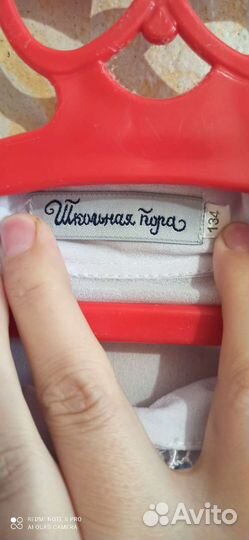 Школьная пора
134
REDMI NOTE 8 PRO
AI QUAD CAMERA
Avito